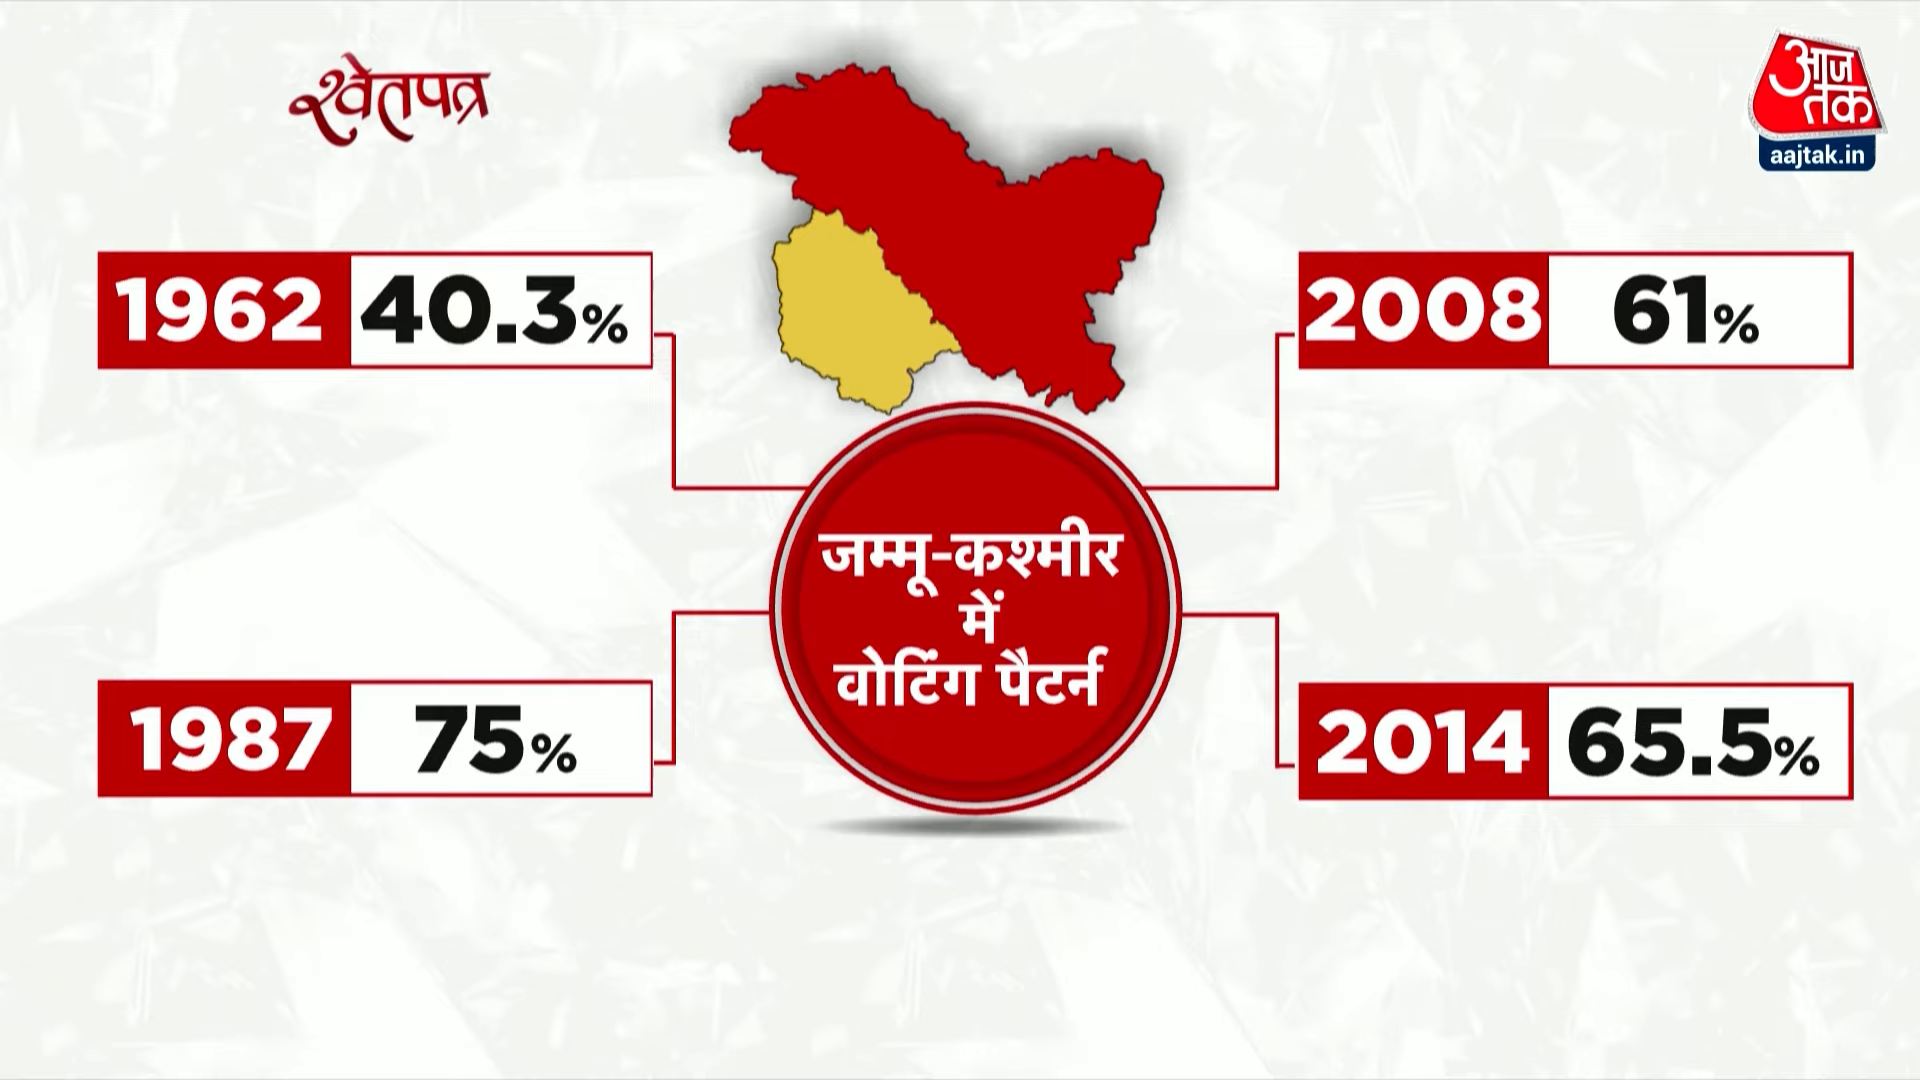 श्वेतपत्र
आज
तक
aajtak.in
1962 40.3%
2008 61%
जम्मू-कश्मीर
में
वोटिंग पैटर्न
1987 75%
2014 65.5%